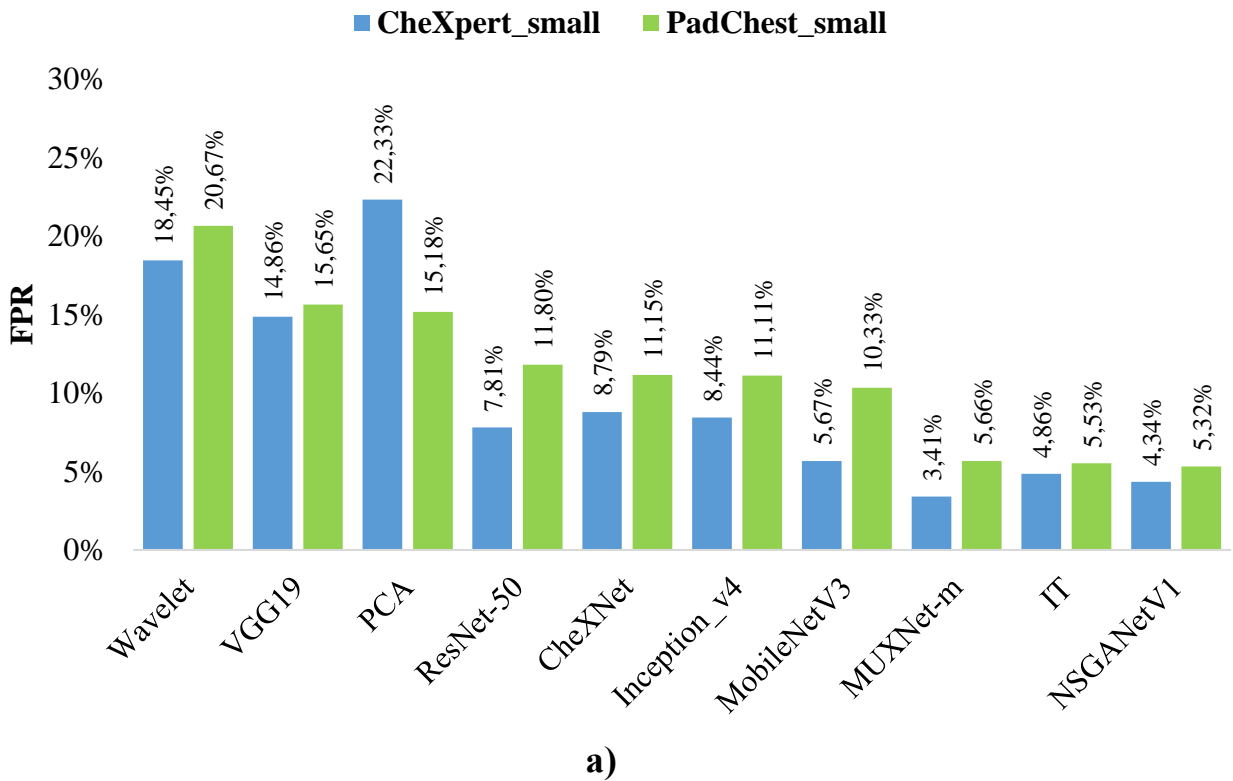 CheXpert_small PadChest_small
30%
25%
20%
15%
10%
5%
0%
FPR
18,45% 20,67% 14,86% 15,65% 22,33% 15,18% 7,81% 11,80% 8,79% 11,15% 8,44% 11,11% 5,67% 10,33% 3,41% 5,66% 4,86% 5,53% 4,34% 5,32%
Wavelet VGG19 PCA ResNet-50 CheXNet Inception_v4 MobileNetV3 MUXNet-m IT NSGANetV1
a)